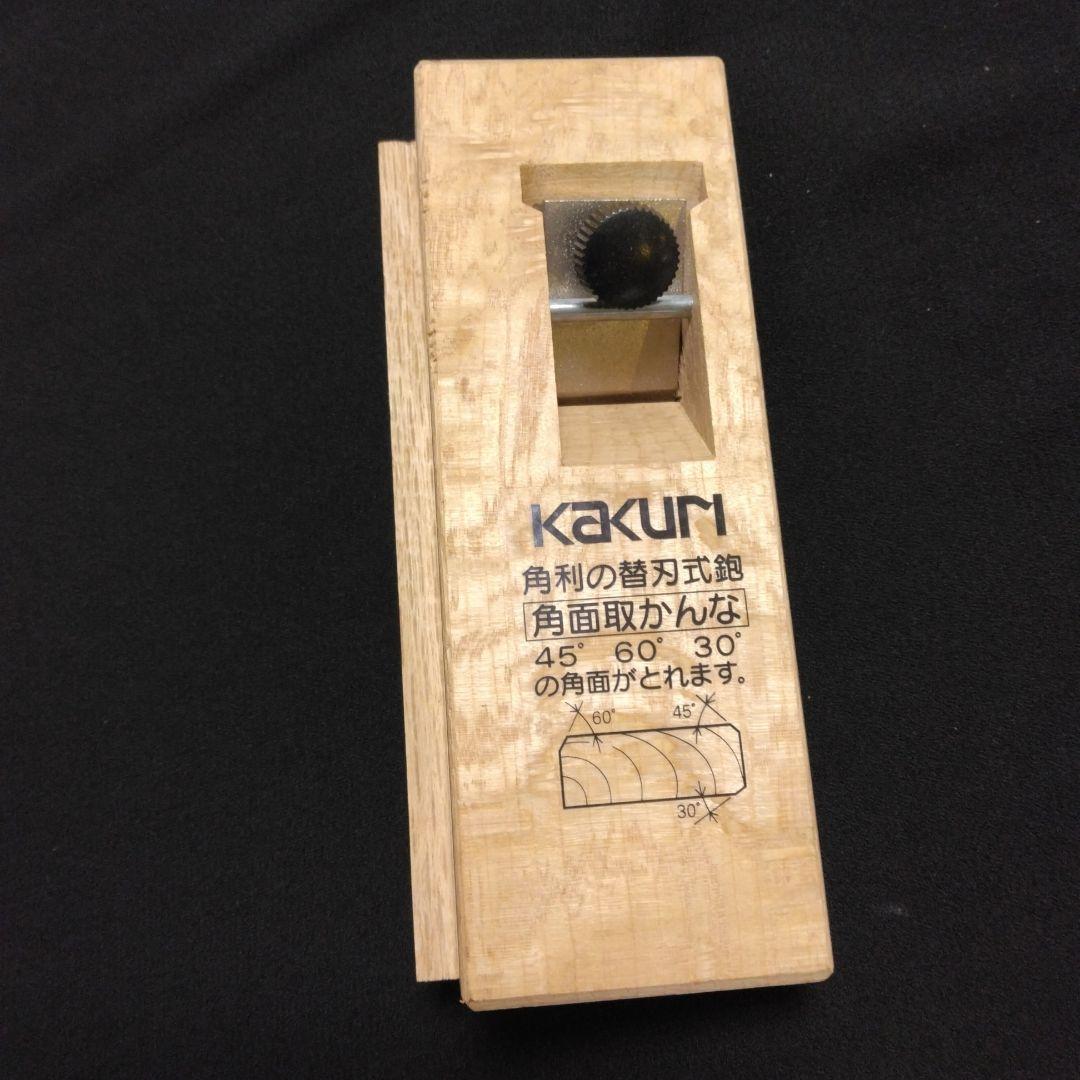 KAKURI
角利の替刃式鉋
角面取かんな
45° 60° 30°
の角面がとれます。
60° 45°
30°